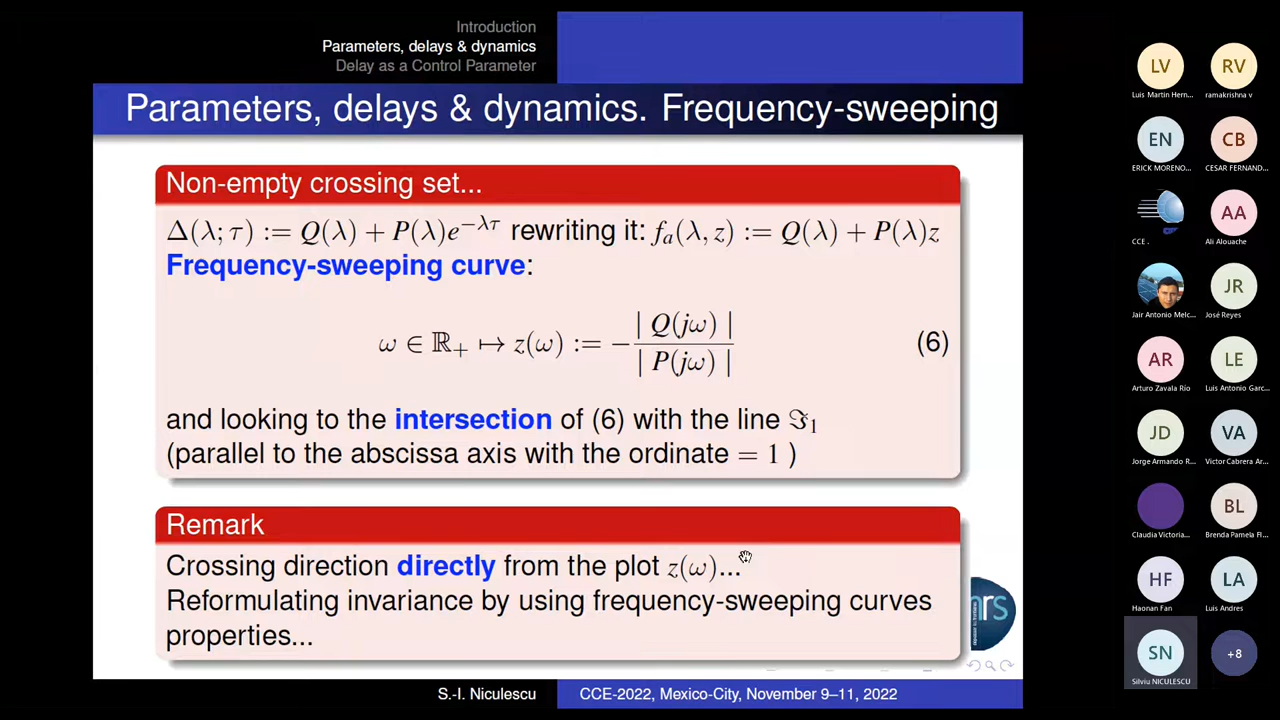 Introduction
Parameters, delays & dynamics
Delay as a Control Parameter
Parameters, delays & dynamics. Frequency-sweeping
Non-empty crossing set...
Δ(λ; τ) := Q(λ) + P(λ)e^{−λτ} rewriting it: f_a(λ, z) := Q(λ) + P(λ)z
Frequency-sweeping curve:
ω ∈ ℝ₊ ↦ z(ω) := − | Q(jω) | / | P(jω) | (6)
and looking to the intersection of (6) with the line ℑ₁
(parallel to the abscissa axis with the ordinate = 1 )
Remark
Crossing direction directly from the plot z(ω)...
Reformulating invariance by using frequency-sweeping curves
properties...
nrs
S.-I. Niculescu
CCE-2022, Mexico-City, November 9–11, 2022
LV
RV
Luis Martin Hern...
ramakrishna v
EN
CB
ERICK MORENO...
CESAR FERNAND...
AA
CCE .
Ali Alouache
JR
Jair Antonio Melc...
José Reyes
AR
LE
Arturo Zavala Río
Luis Antonio Garc...
JD
VA
Jorge Armando R...
Victor Cabrera Ar...
BL
Claudia Victoria...
Brenda Pamela Fl...
HF
LA
Haonan Fan
Luis Andres
SN
+8
Silviu NICULESCU